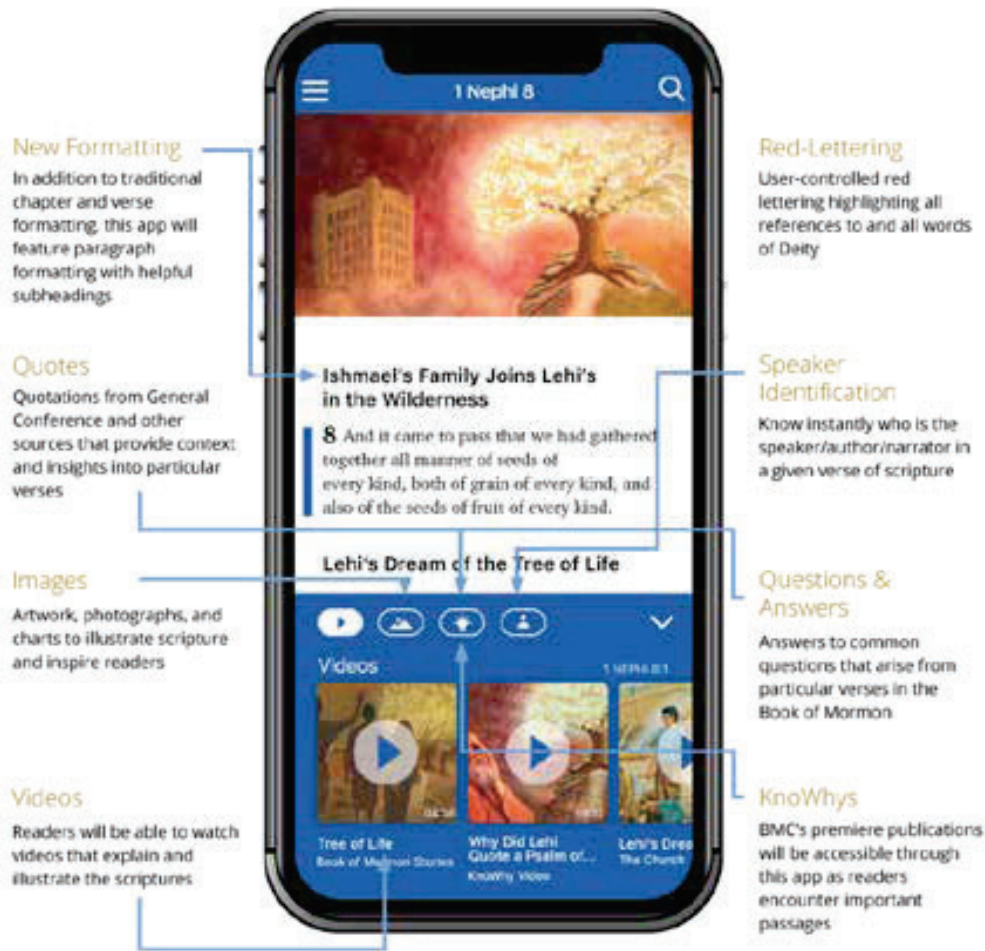 1 Nephi 8
New Formatting
In addition to traditional
chapter and verse
formatting, this app will
feature paragraph
formatting with helpful
subheadings
Quotes
Quotations from General
Conference and other
sources that provide context
and insights into particular
verses
Images
Artwork, photographs, and
charts to illustrate scripture
and inspire readers
Videos
Readers will be able to watch
videos that explain and
illustrate the scriptures
Ishmael's Family Joins Lehi's
in the Wilderness
8 And it came to pass that we had gathered
together all manner of seeds of
every kind, both of grain of every kind, and
also of the seeds of fruit of every kind.
Lehi's Dream of the Tree of Life
Videos
1 NEPHI 8:1
Tree of Life
Book of Mormon Stories
Why Did Lehi
Quote a Psalm of...
KnoWhy Video
Lehi's Drea
The Church
Red-Lettering
User-controlled red
lettering highlighting all
references to and all words
of Deity
Speaker
Identification
Know instantly who is the
speaker/author/narrator in
a given verse of scripture
Questions &
Answers
Answers to common
questions that arise from
particular verses in the
Book of Mormon
KnoWhys
BMC's premiere publications
will be accessible through
this app as readers
encounter important
passages